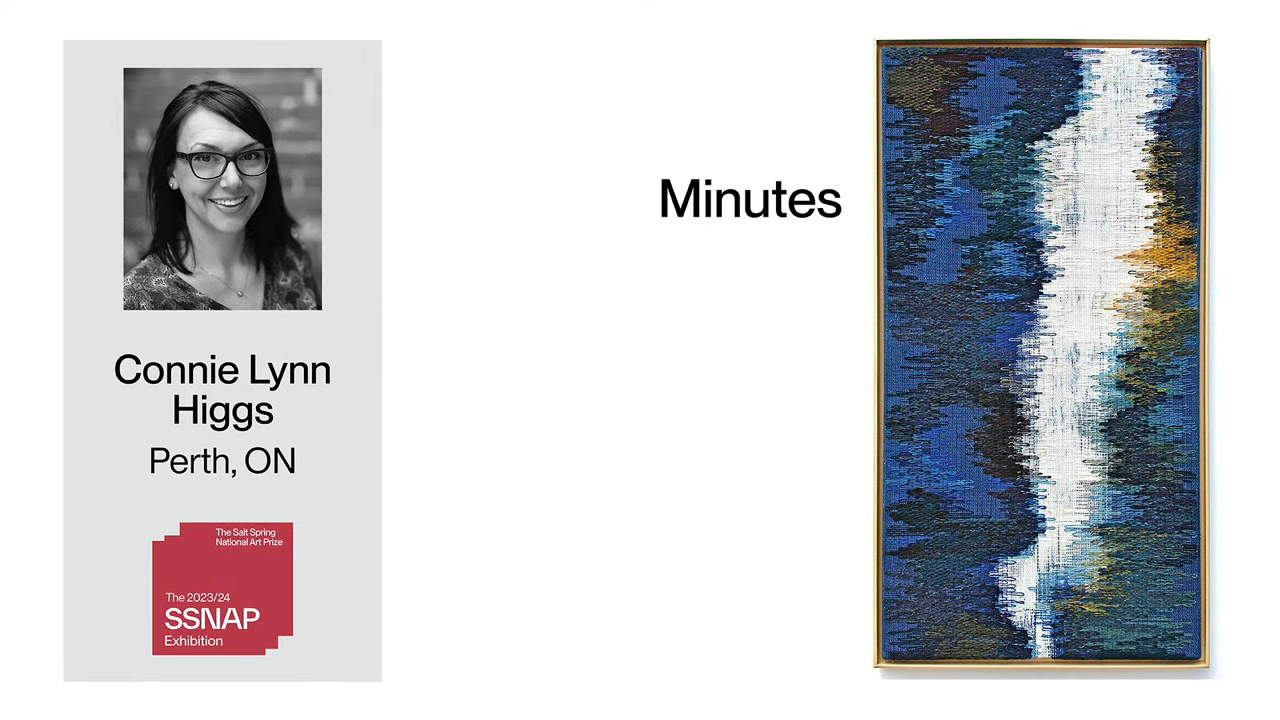 Connie Lynn
Higgs
Perth, ON
The Salt Spring
National Art Prize
The 2023/24
SSNAP
Exhibition
Minutes